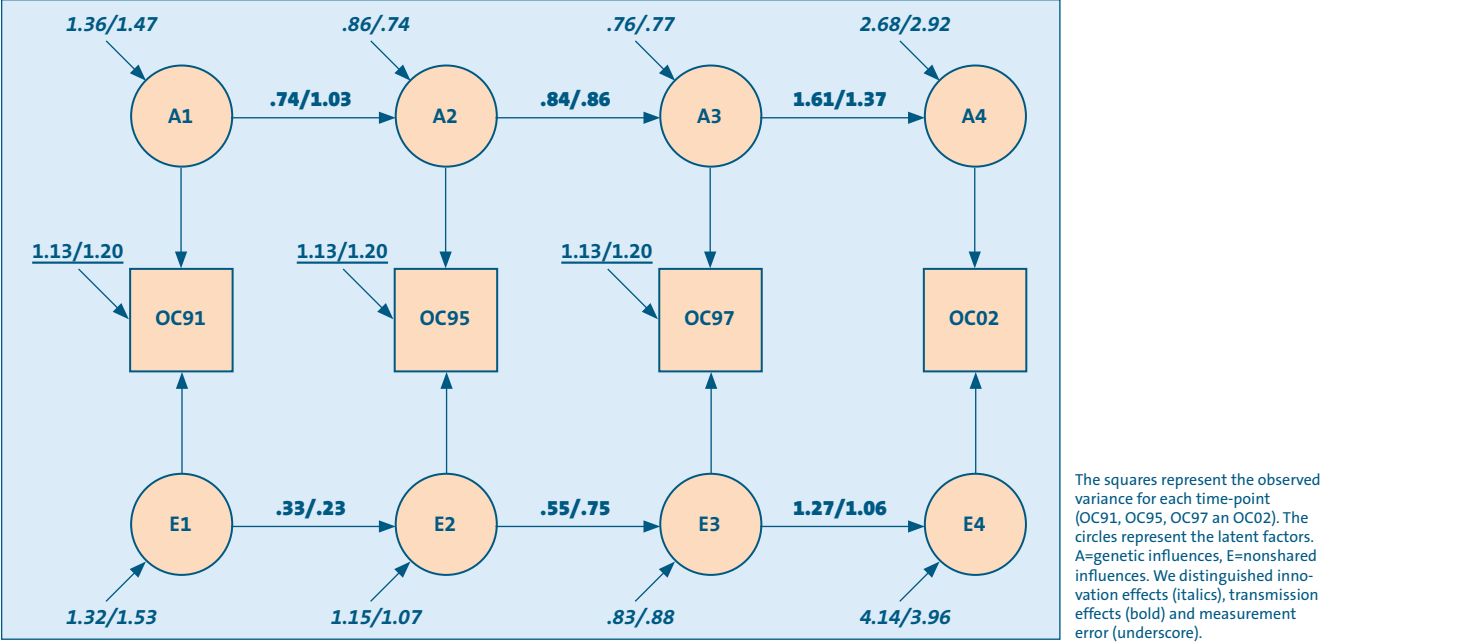 1.36/1.47 .86/.74 .76/.77 2.68/2.92
A1 .74/1.03 A2 .84/.86 A3 1.61/1.37 A4
1.13/1.20 1.13/1.20 1.13/1.20
OC91 OC95 OC97 OC02
E1 .33/.23 E2 .55/.75 E3 1.27/1.06 E4
1.32/1.53 1.15/1.07 .83/.88 4.14/3.96
The squares represent the observed
variance for each time-point
(OC91, OC95, OC97 an OC02). The
circles represent the latent factors.
A=genetic influences, E=nonshared
influences. We distinguished inno-
vation effects (italics), transmission
effects (bold) and measurement
error (underscore).